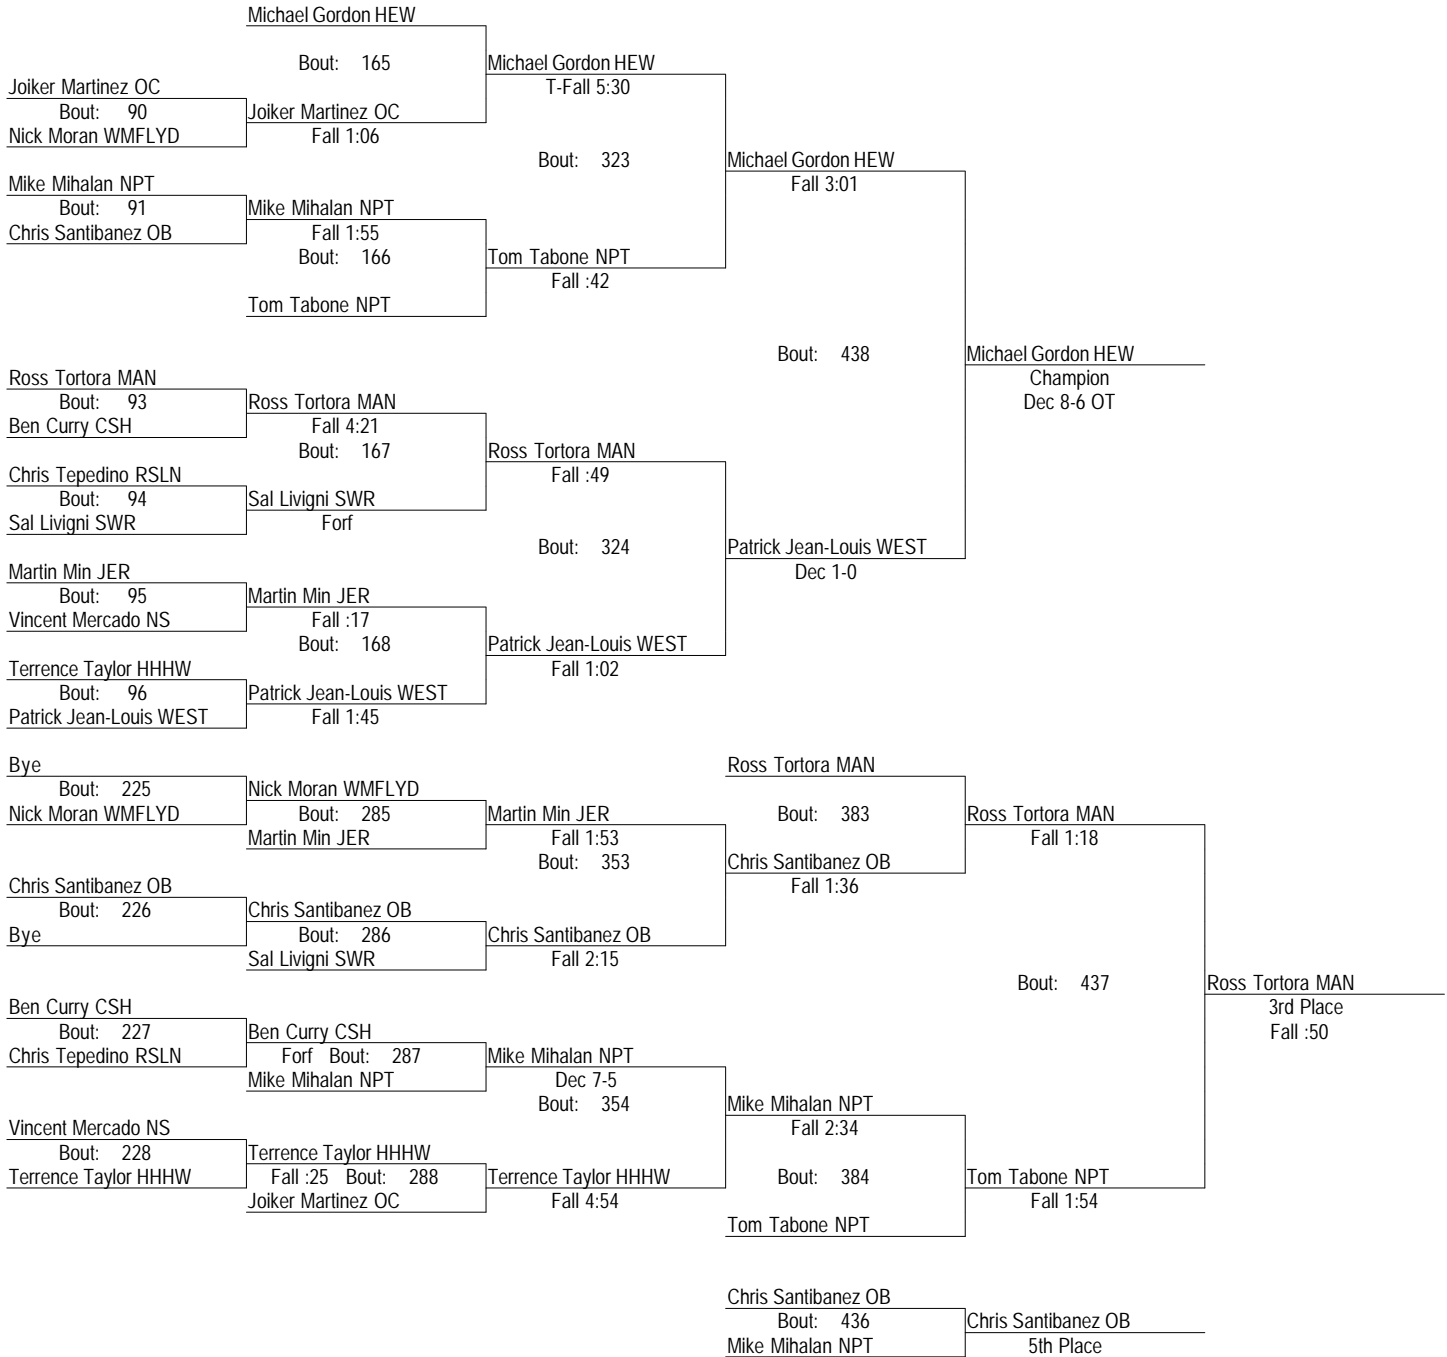 Michael Gordon HEW
Bout: 165
Michael Gordon HEW
Joiker Martinez OC
T-Fall 5:30
Bout: 90
Joiker Martinez OC
Nick Moran WMFLYD
Fall 1:06
Bout: 323
Michael Gordon HEW
Mike Mihalan NPT
Fall 3:01
Bout: 91
Mike Mihalan NPT
Chris Santibanez OB
Fall 1:55
Bout: 166
Tom Tabone NPT
Fall :42
Tom Tabone NPT
Bout: 438
Michael Gordon HEW
Ross Tortora MAN
Champion
Bout: 93
Ross Tortora MAN
Dec 8-6 OT
Ben Curry CSH
Fall 4:21
Bout: 167
Ross Tortora MAN
Chris Tepedino RSLN
Fall :49
Bout: 94
Sal Livigni SWR
Sal Livigni SWR
Forf
Bout: 324
Patrick Jean-Louis WEST
Martin Min JER
Dec 1-0
Bout: 95
Martin Min JER
Vincent Mercado NS
Fall :17
Bout: 168
Patrick Jean-Louis WEST
Terrence Taylor HHHW
Fall 1:02
Bout: 96
Patrick Jean-Louis WEST
Patrick Jean-Louis WEST
Fall 1:45
Bye
Ross Tortora MAN
Bout: 225
Nick Moran WMFLYD
Nick Moran WMFLYD
Bout: 285
Martin Min JER
Bout: 383
Ross Tortora MAN
Martin Min JER
Fall 1:53
Fall 1:18
Bout: 353
Chris Santibanez OB
Chris Santibanez OB
Fall 1:36
Bout: 226
Chris Santibanez OB
Bye
Bout: 286
Chris Santibanez OB
Sal Livigni SWR
Fall 2:15
Bout: 437
Ross Tortora MAN
Ben Curry CSH
3rd Place
Bout: 227
Ben Curry CSH
Fall :50
Chris Tepedino RSLN
Forf Bout: 287
Mike Mihalan NPT
Mike Mihalan NPT
Dec 7-5
Bout: 354
Mike Mihalan NPT
Vincent Mercado NS
Fall 2:34
Bout: 228
Terrence Taylor HHHW
Terrence Taylor HHHW
Fall :25 Bout: 288
Terrence Taylor HHHW
Bout: 384
Tom Tabone NPT
Joiker Martinez OC
Fall 4:54
Fall 1:54
Tom Tabone NPT
Chris Santibanez OB
Bout: 436
Chris Santibanez OB
Mike Mihalan NPT
5th Place